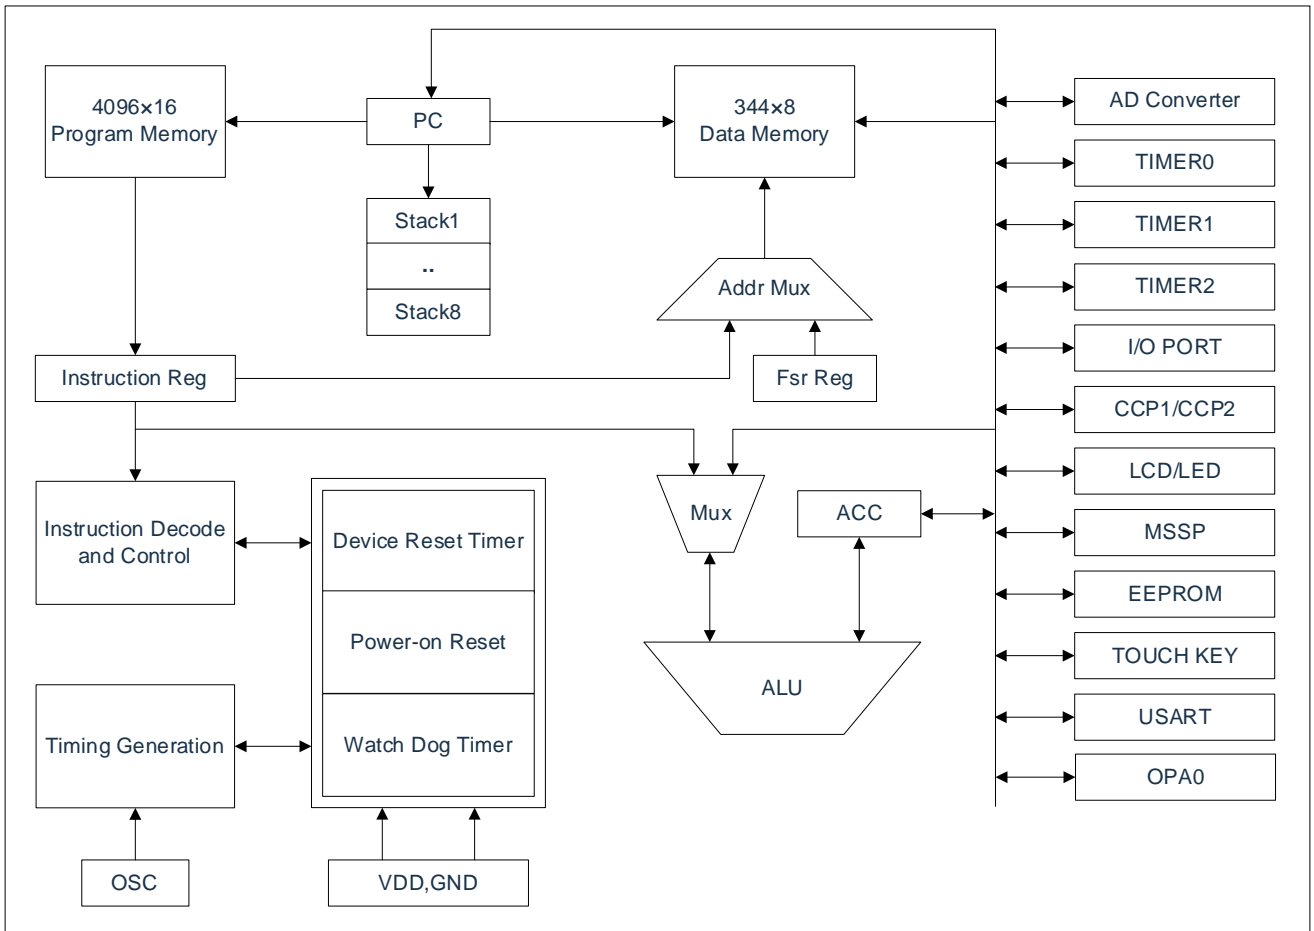 4096×16
Program Memory
PC
344×8
Data Memory
AD Converter
TIMER0
TIMER1
TIMER2
I/O PORT
CCP1/CCP2
LCD/LED
MSSP
EEPROM
TOUCH KEY
USART
OPA0
Stack1
..
Stack8
Addr Mux
Instruction Reg
Fsr Reg
Mux
ACC
ALU
Instruction Decode
and Control
Device Reset Timer
Power-on Reset
Watch Dog Timer
Timing Generation
OSC
VDD,GND